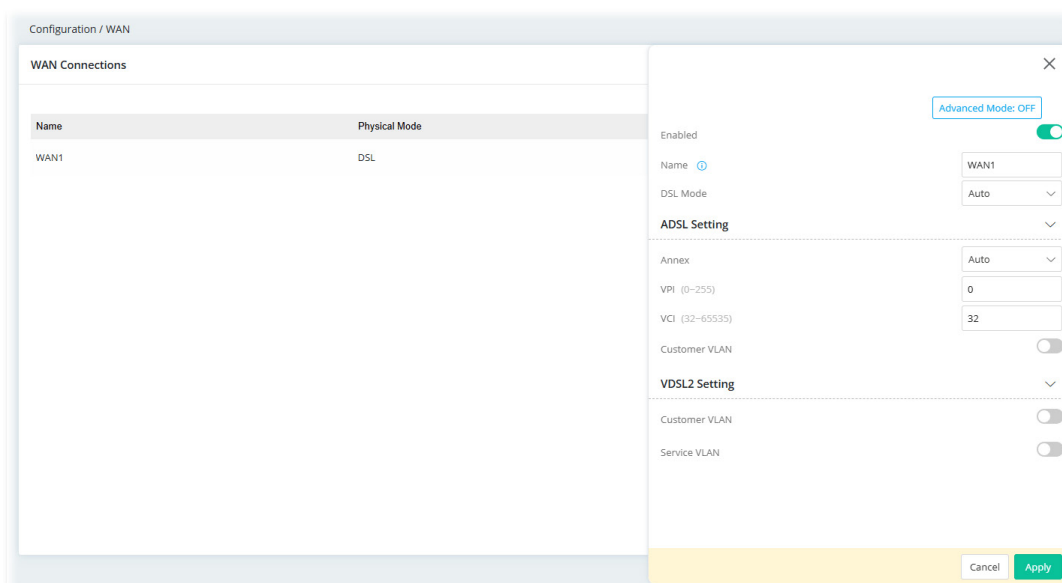 Configuration / WAN
WAN Connections
Name Physical Mode
WAN1 DSL
Advanced Mode: OFF
Enabled
Name WAN1
DSL Mode Auto
ADSL Setting
Annex Auto
VPI (0~255) 0
VCI (32~65535) 32
Customer VLAN
VDSL2 Setting
Customer VLAN
Service VLAN
Cancel Apply